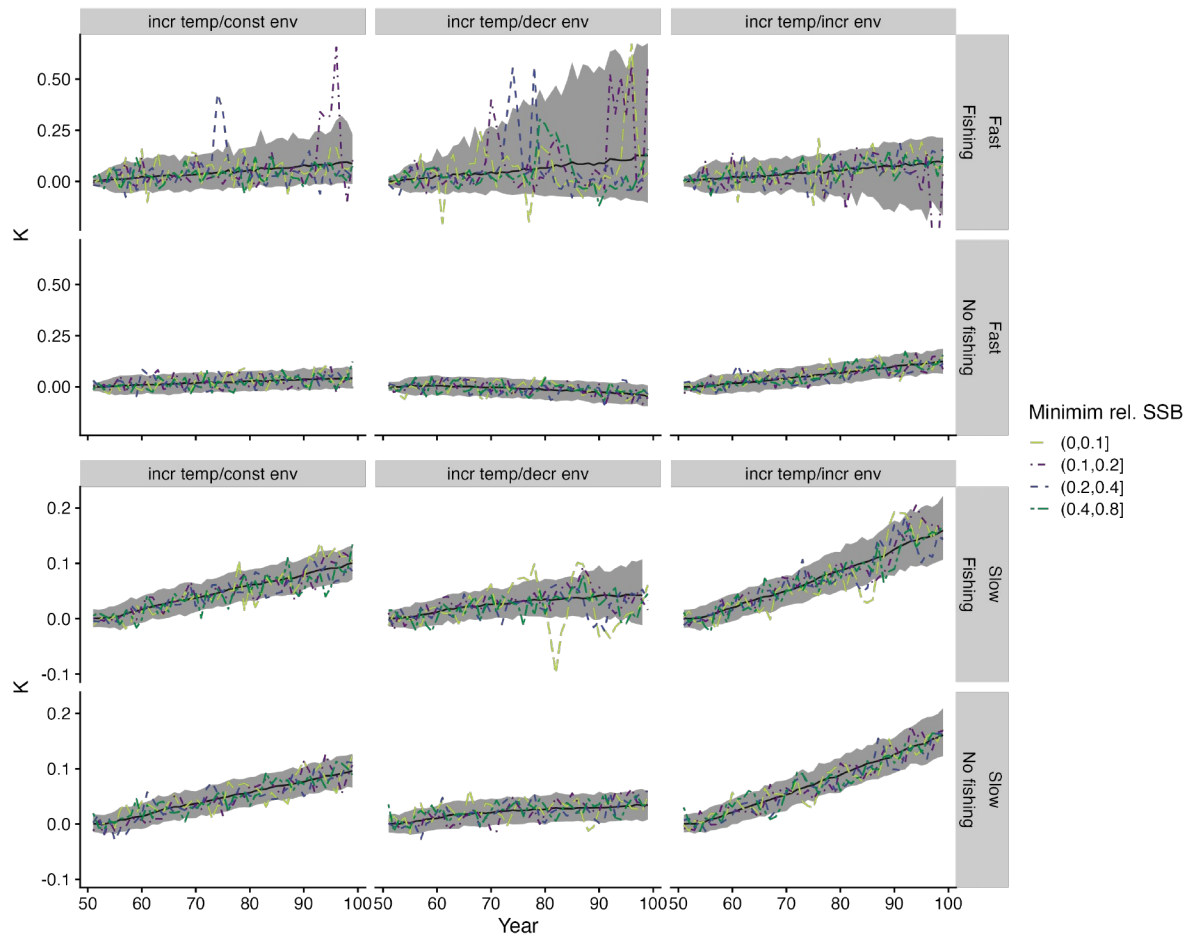 incr temp/const env
incr temp/decr env
incr temp/incr env
0.50
0.25
0.00
Fast
Fishing
K
0.50
0.25
0.00
Fast
No fishing
incr temp/const env
incr temp/decr env
incr temp/incr env
0.2
0.1
0.0
-0.1
Slow
Fishing
K
0.2
0.1
0.0
-0.1
Slow
No fishing
50 60 70 80 90 100 50 60 70 80 90 100 50 60 70 80 90 100
Year
Minimim rel. SSB
(0,0.1]
(0.1,0.2]
(0.2,0.4]
(0.4,0.8]